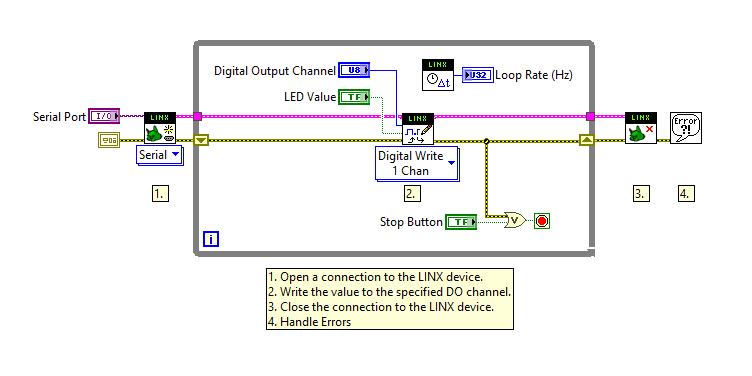 LINX
Digital Output Channel U8
U32 Loop Rate (Hz)
Δt
LED Value TF
Serial Port I/O
LINX
LINX
LINX
Error
?!
Serial
Digital Write
1 Chan
1.
2.
3.
4.
Stop Button TF
V
i
1. Open a connection to the LINX device.
2. Write the value to the specified DO channel.
3. Close the connection to the LINX device.
4. Handle Errors